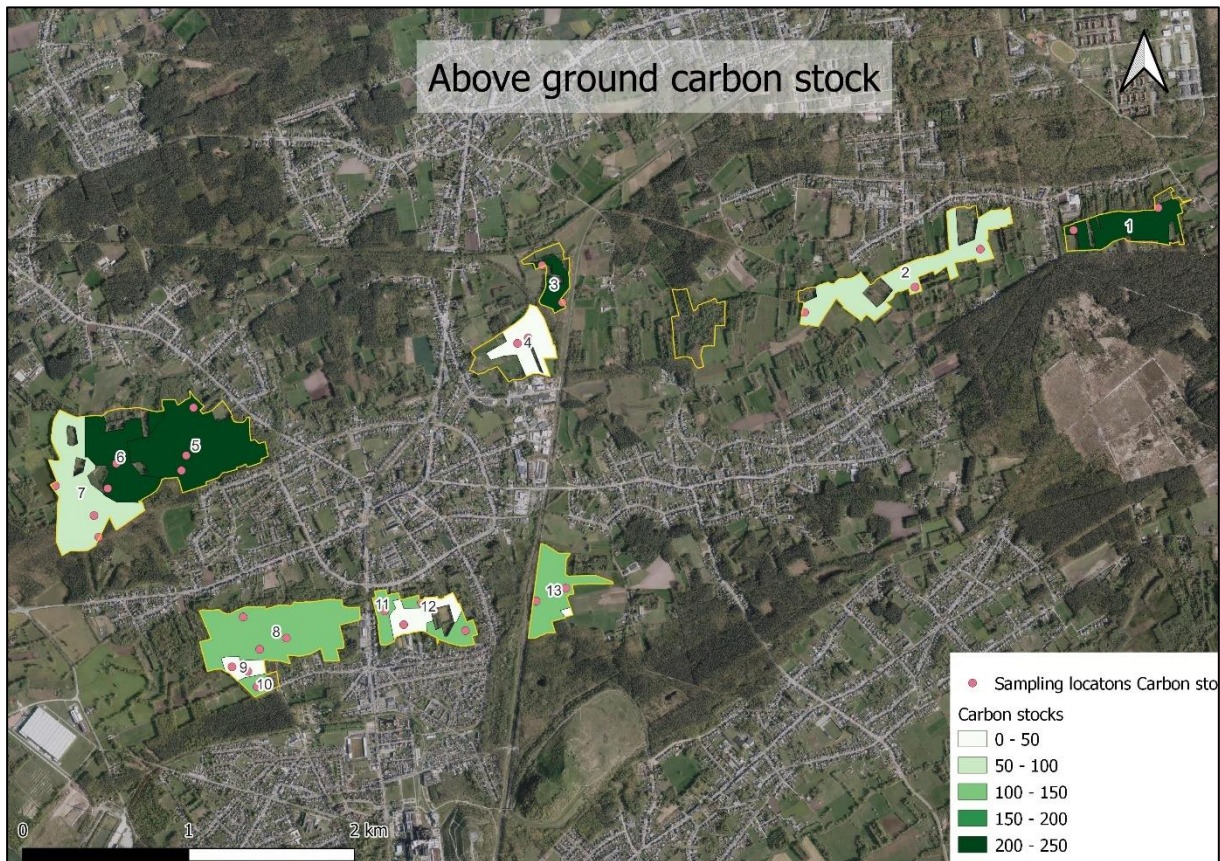 Above ground carbon stock
1
2
3
4
5
6
7
8
9
10
11
12
13
Sampling locatons Carbon sto
Carbon stocks
0 - 50
50 - 100
100 - 150
150 - 200
200 - 250
0 1 2 km